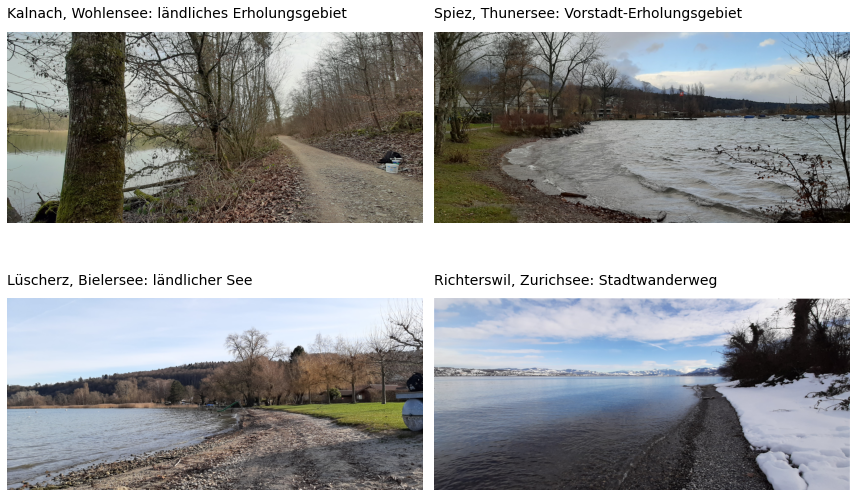 Kalnach, Wohlensee: ländliches Erholungsgebiet
Spiez, Thunersee: Vorstadt-Erholungsgebiet
Lüscherz, Bielersee: ländlicher See
Richterswil, Zurichsee: Stadtwanderweg